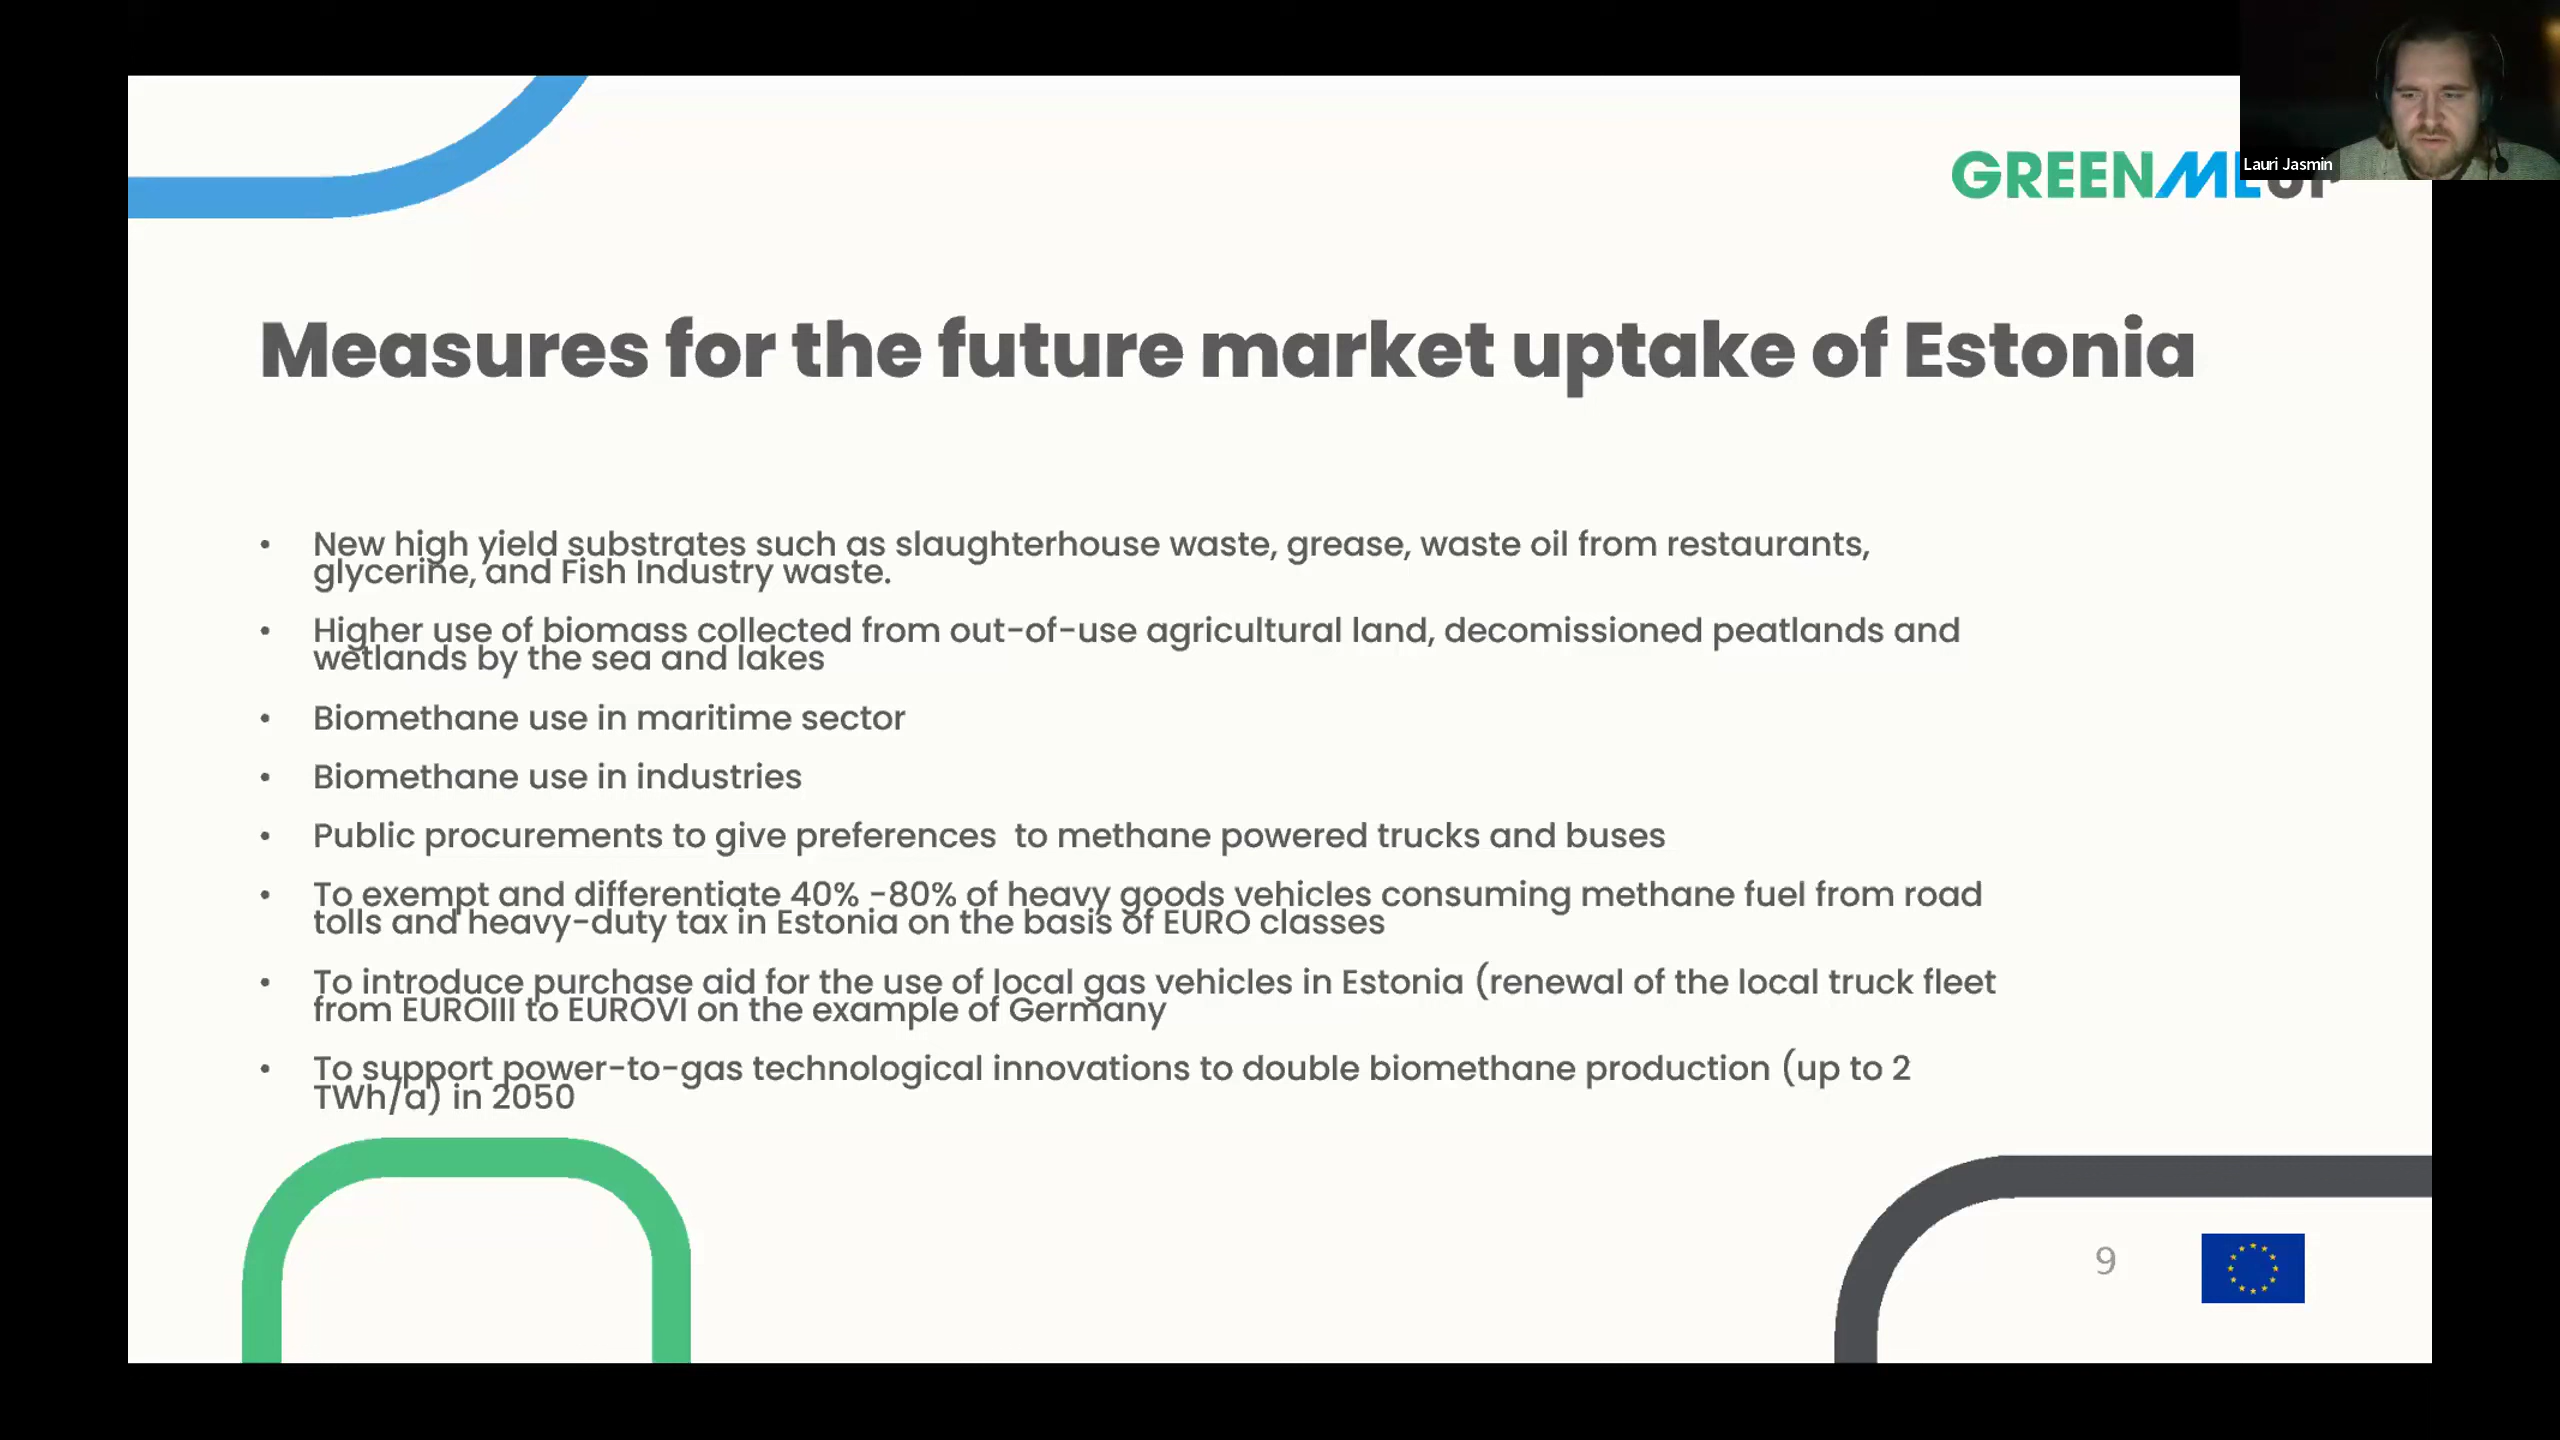 Lauri Jasmin
GREEN
Measures for the future market uptake of Estonia
• New high yield substrates such as slaughterhouse waste, grease, waste oil from restaurants,
glycerine, and Fish Industry waste.
• Higher use of biomass collected from out-of-use agricultural land, decomissioned peatlands and
wetlands by the sea and lakes
• Biomethane use in maritime sector
• Biomethane use in industries
• Public procurements to give preferences  to methane powered trucks and buses
• To exempt and differentiate 40% -80% of heavy goods vehicles consuming methane fuel from road
tolls and heavy-duty tax in Estonia on the basis of EURO classes
• To introduce purchase aid for the use of local gas vehicles in Estonia (renewal of the local truck fleet
from EUROIII to EUROVI on the example of Germany
• To support power-to-gas technological innovations to double biomethane production (up to 2
TWh/a) in 2050
9